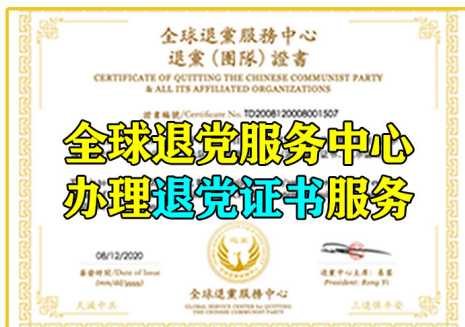 全球退黨服務中心
退黨(團隊)證書
CERTIFICATE OF QUITTING THE CHINESE COMMUNIST PARTY
& ALL ITS AFFILIATED ORGANIZATIONS
證書編號/Certificate No. TD2008120008001507
全球退党服务中心
办理退党证书服务
08/12/2020
簽發時間/Date of Issue
(mm/dd/yyyy)
退黨中心主席:易蓉
President: Rong Yi
全球退黨服務中心
GLOBAL SERVICE CENTER for QUITTING
THE CHINESE COMMUNIST PARTY
天滅中共
三退保平安